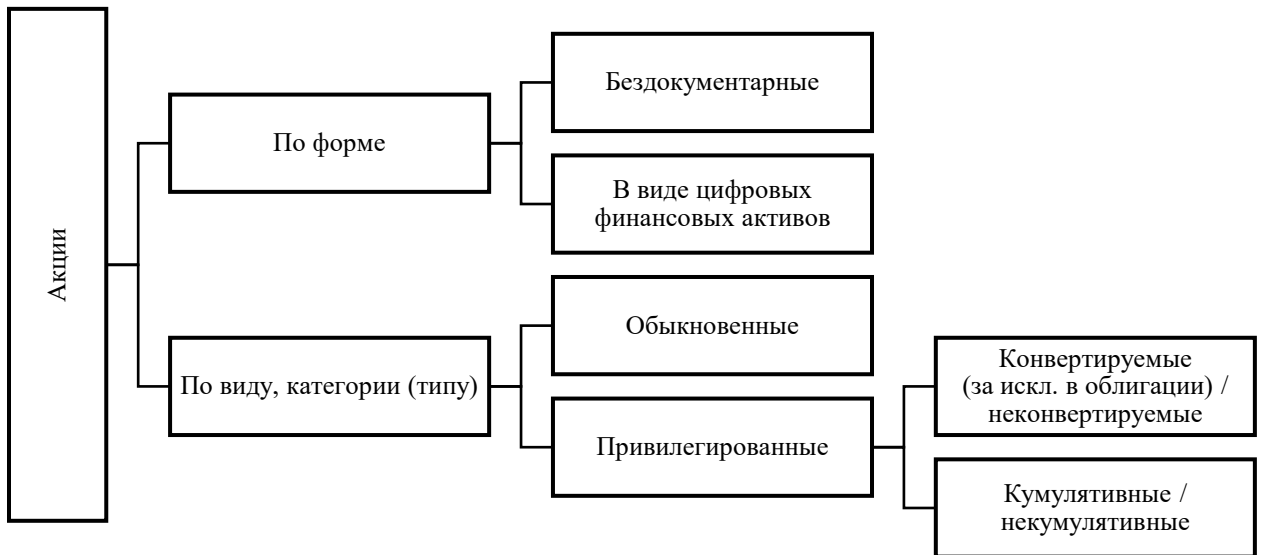 Акции
По форме
Бездокументарные
В виде цифровых
финансовых активов
По виду, категории (типу)
Обыкновенные
Привилегированные
Конвертируемые
(за искл. в облигации) /
неконвертируемые
Кумулятивные /
некумулятивные